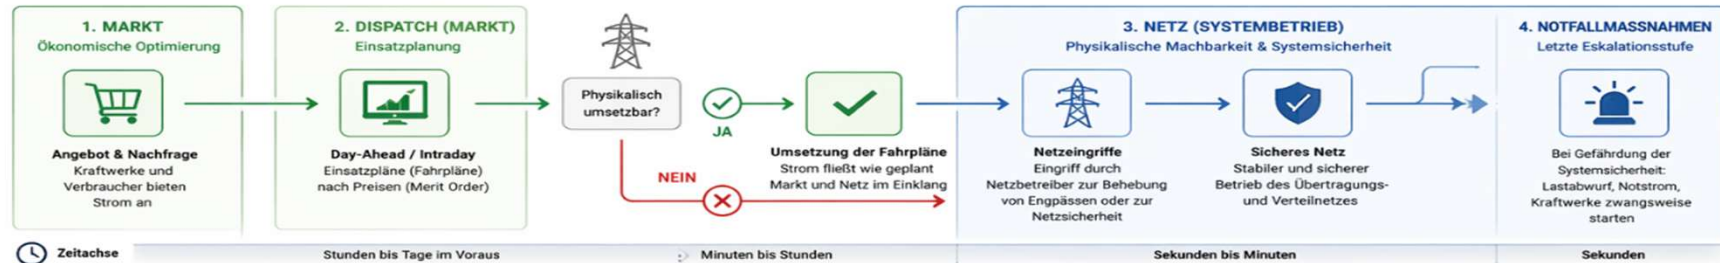 1. MARKT
Ökonomische Optimierung
Angebot & Nachfrage
Kraftwerke und
Verbraucher bieten
Strom an
2. DISPATCH (MARKT)
Einsatzplanung
Day-Ahead / Intraday
Einsatzpläne (Fahrpläne)
nach Preisen (Merit Order)
Physikalisch
umsetzbar?
JA
NEIN
Umsetzung der Fahrpläne
Strom fließt wie geplant
Markt und Netz im Einklang
3. NETZ (SYSTEMBETRIEB)
Physikalische Machbarkeit & Systemsicherheit
Netzeingriffe
Eingriff durch
Netzbetreiber zur Behebung
von Engpässen oder zur
Netzsicherheit
Sicheres Netz
Stabiler und sicherer
Betrieb des Übertragungs-
und Verteilnetzes
4. NOTFALLMASSNAHMEN
Letzte Eskalationsstufe
Bei Gefährdung der
Systemsicherheit:
Lastabwurf, Notstrom,
Kraftwerke zwangsweise
starten
Zeitachse
Stunden bis Tage im Voraus
Minuten bis Stunden
Sekunden bis Minuten
Sekunden